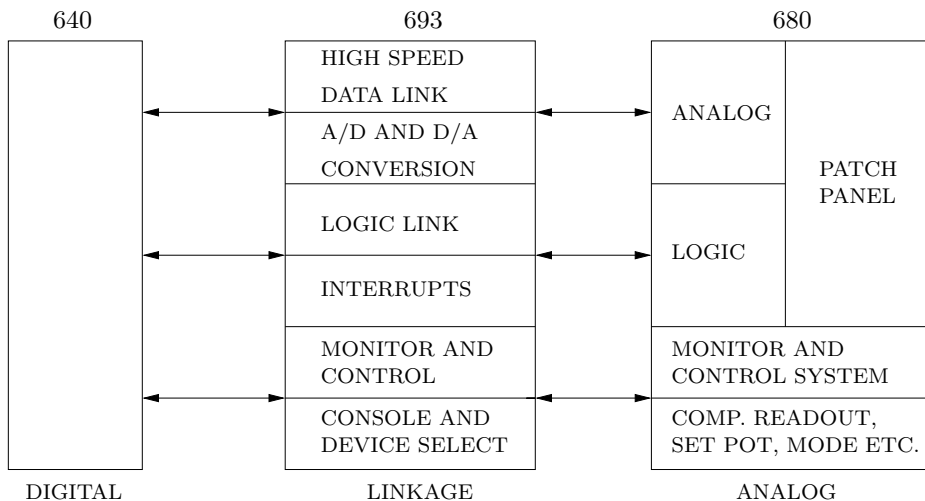 640
693
680
HIGH SPEED
DATA LINK
A/D AND D/A
CONVERSION
LOGIC LINK
INTERRUPTS
MONITOR AND
CONTROL
CONSOLE AND
DEVICE SELECT
ANALOG
LOGIC
PATCH
PANEL
MONITOR AND
CONTROL SYSTEM
COMP. READOUT,
SET POT, MODE ETC.
DIGITAL
LINKAGE
ANALOG